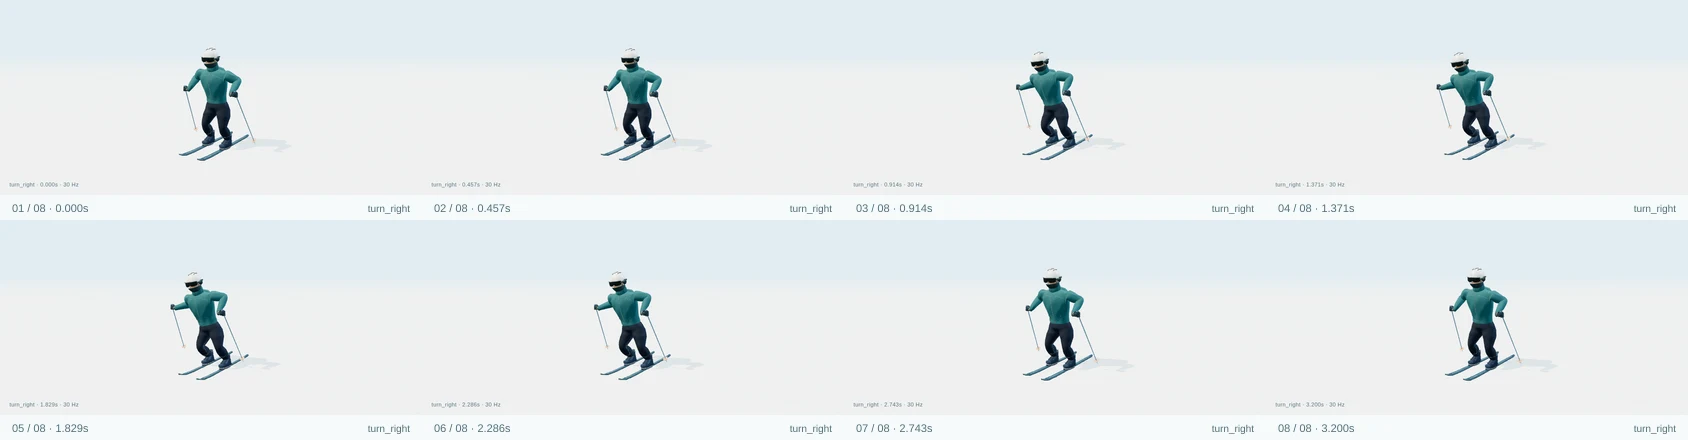 turn_right · 0.000s · 30 Hz
01 / 08 · 0.000s
turn_right
turn_right · 0.457s · 30 Hz
02 / 08 · 0.457s
turn_right
turn_right · 0.914s · 30 Hz
03 / 08 · 0.914s
turn_right
turn_right · 1.371s · 30 Hz
04 / 08 · 1.371s
turn_right
turn_right · 1.829s · 30 Hz
05 / 08 · 1.829s
turn_right
turn_right · 2.286s · 30 Hz
06 / 08 · 2.286s
turn_right
turn_right · 2.743s · 30 Hz
07 / 08 · 2.743s
turn_right
turn_right · 3.200s · 30 Hz
08 / 08 · 3.200s
turn_right